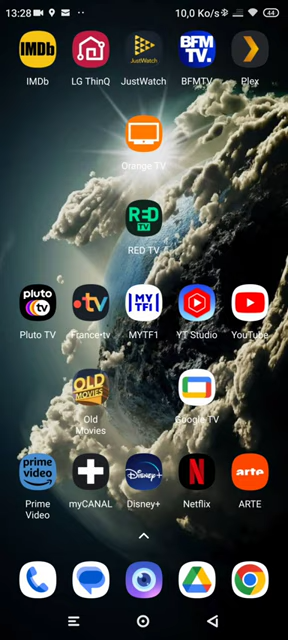 13:28 10,0 Ko/s 44
IMDb
BFM
TV.
IMDb LG ThinQ JustWatch BFMTV Plex
Orange TV
RED
TV
RED TV
pluto tv •tv MY
TF1
Pluto TV France•tv MYTF1 YT Studio YouTube
OLD
MOVIES
Old
Movies
Google TV
prime
video
Disney+ N arte
Prime
Video
myCANAL Disney+ Netflix ARTE